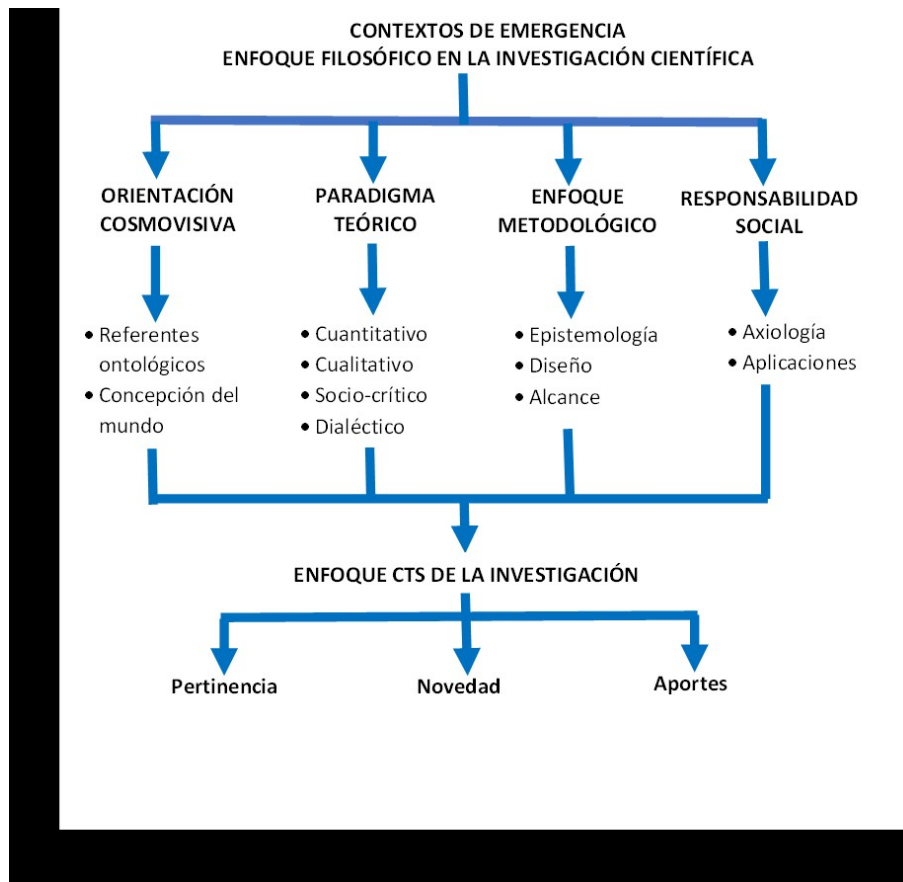 CONTEXTOS DE EMERGENCIA
ENFOQUE FILOSÓFICO EN LA INVESTIGACIÓN CIENTÍFICA
ORIENTACIÓN
COSMOVISIVA
PARADIGMA
TEÓRICO
ENFOQUE
METODOLÓGICO
RESPONSABILIDAD
SOCIAL
• Referentes
ontológicos
• Concepción del
mundo
• Cuantitativo
• Cualitativo
• Socio-crítico
• Dialéctico
• Epistemología
• Diseño
• Alcance
• Axiología
• Aplicaciones
ENFOQUE CTS DE LA INVESTIGACIÓN
Pertinencia
Novedad
Aportes